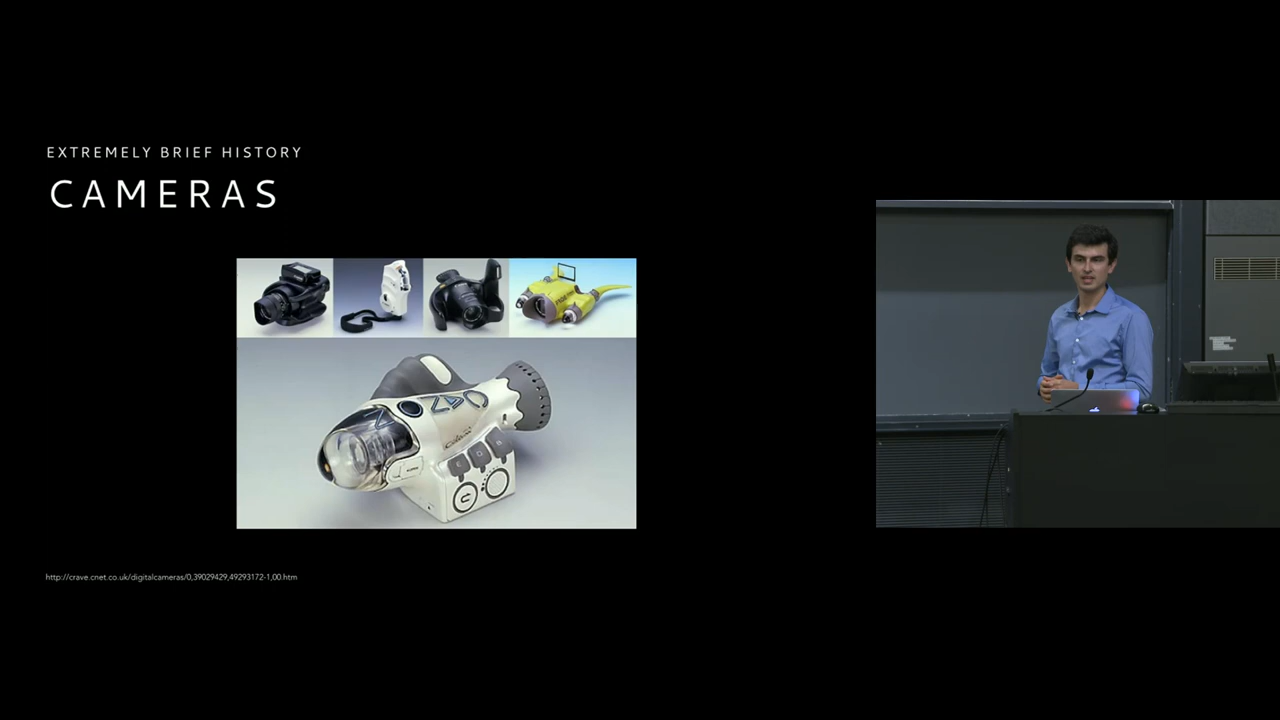 EXTREMELY BRIEF HISTORY
CAMERAS
http://crave.cnet.co.uk/digitalcameras/0,39029429,49293172-1,00.htm